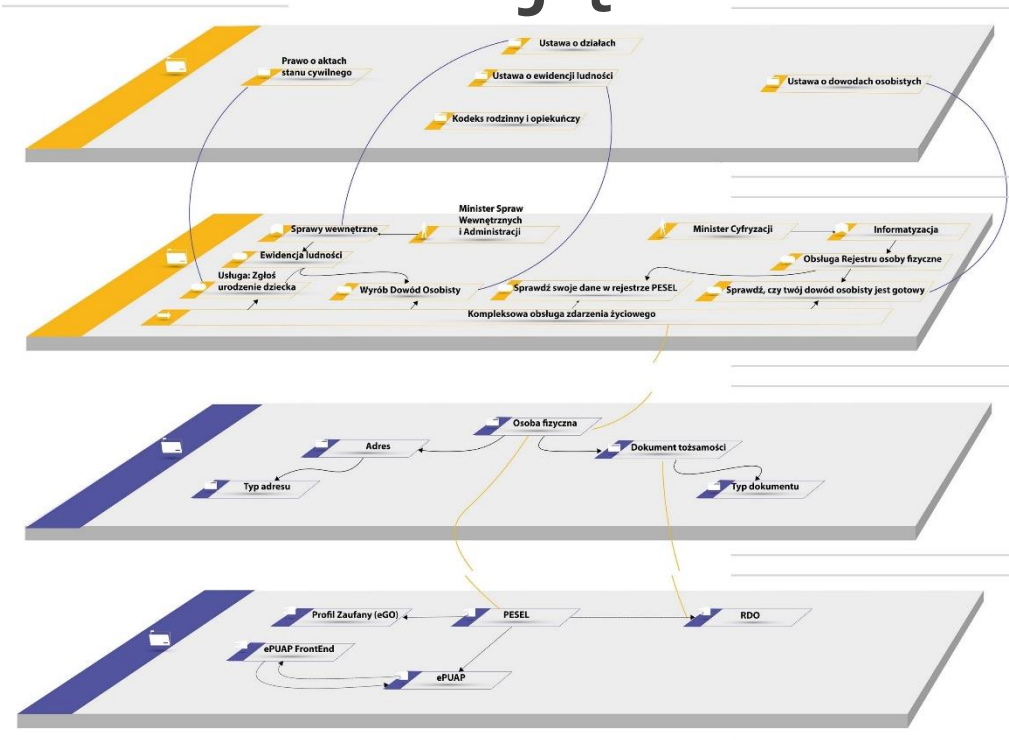 Ustawa o działach
Prawo o aktach
stanu cywilnego
Ustawa o ewidencji ludności
Ustawa o dowodach osobistych
Kodeks rodzinny i opiekuńczy
Minister Spraw
Wewnętrznych
i Administracji
Sprawy wewnętrzne
Minister Cyfryzacji
Informatyzacja
Ewidencja ludności
Obsługa Rejestru osoby fizyczne
Usługa: Zgłoś
urodzenie dziecka
Wyrób Dowód Osobisty
Sprawdź swoje dane w rejestrze PESEL
Sprawdź, czy twój dowód osobisty jest gotowy
Kompleksowa obsługa zdarzenia życiowego
Osoba fizyczna
Adres
Dokument tożsamości
Typ adresu
Typ dokumentu
Profil Zaufany (eGO)
PESEL
RDO
ePUAP FrontEnd
ePUAP